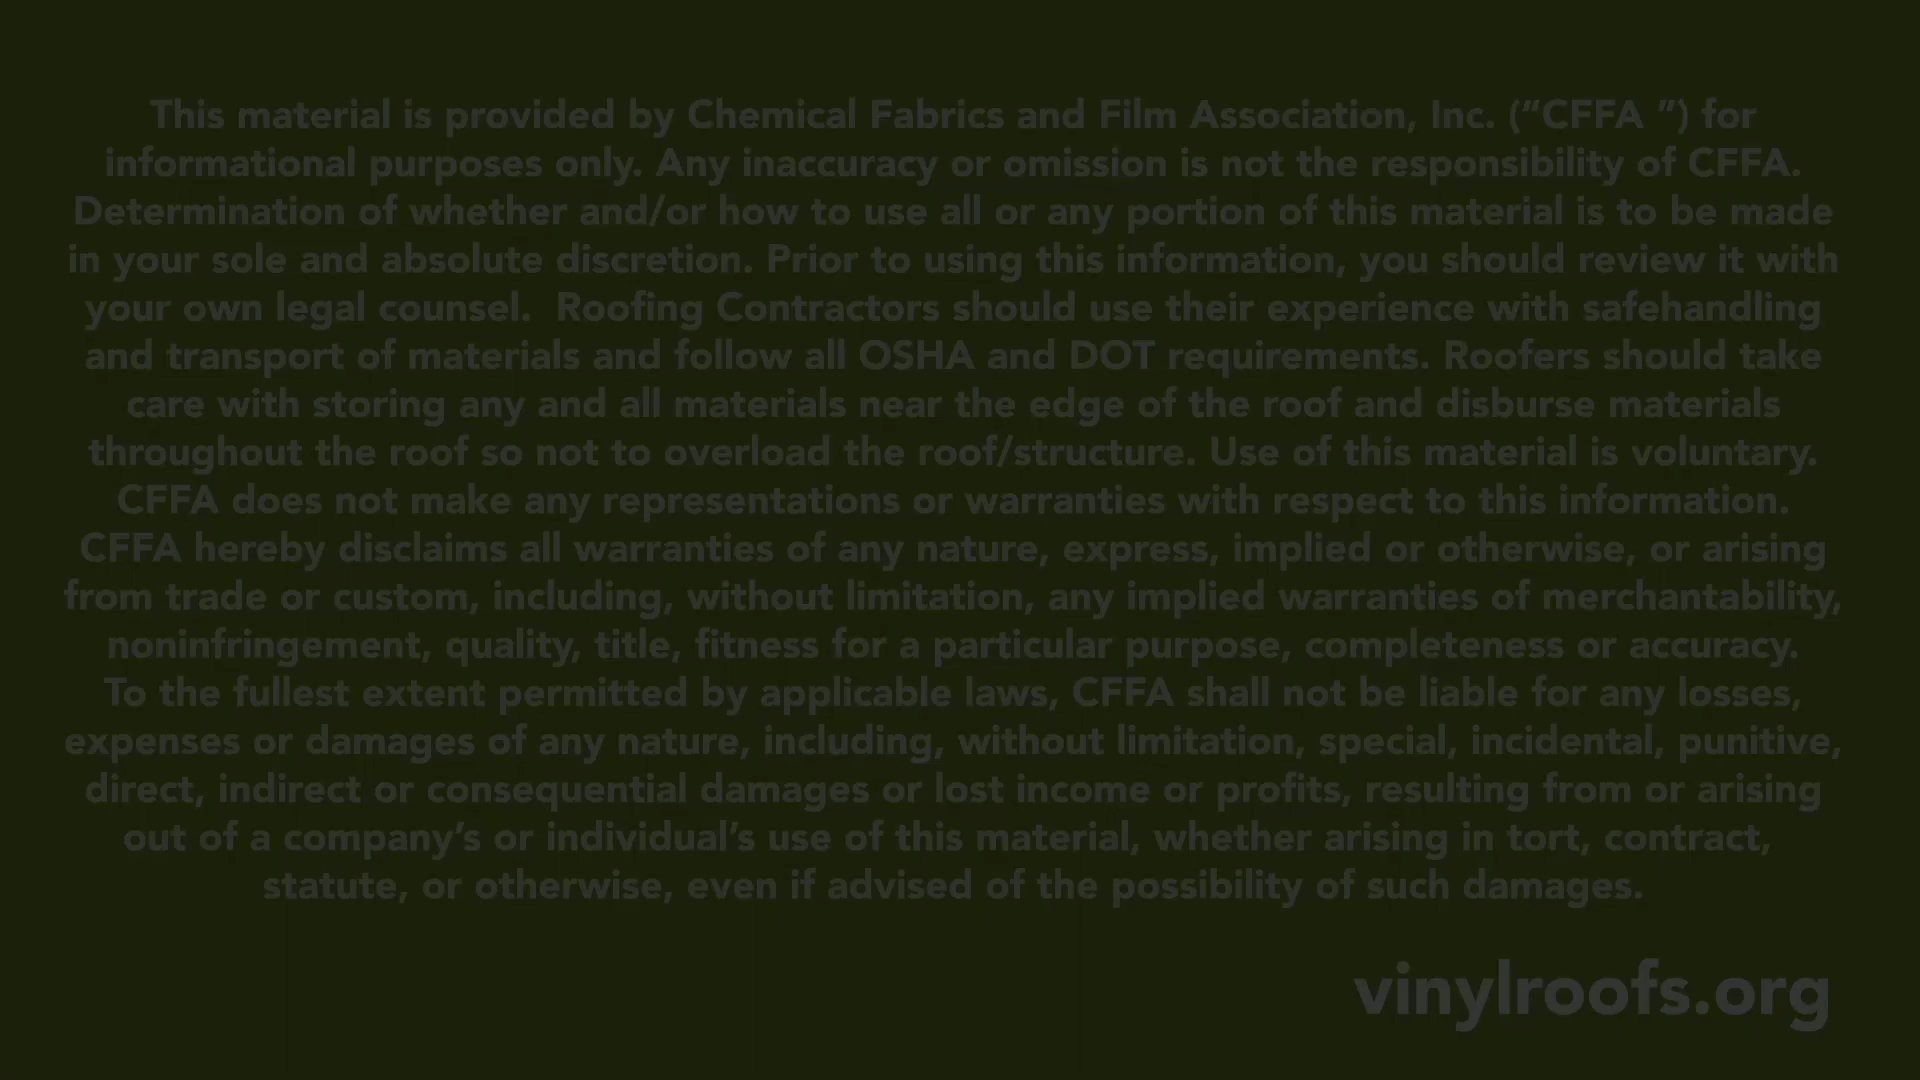 This material is provided by Chemical Fabrics and Film Association, Inc. (“CFFA ”) for
informational purposes only. Any inaccuracy or omission is not the responsibility of CFFA.
Determination of whether and/or how to use all or any portion of this material is to be made
in your sole and absolute discretion. Prior to using this information, you should review it with
your own legal counsel.  Roofing Contractors should use their experience with safehandling
and transport of materials and follow all OSHA and DOT requirements. Roofers should take
care with storing any and all materials near the edge of the roof and disburse materials
throughout the roof so not to overload the roof/structure. Use of this material is voluntary.
CFFA does not make any representations or warranties with respect to this information.
CFFA hereby disclaims all warranties of any nature, express, implied or otherwise, or arising
from trade or custom, including, without limitation, any implied warranties of merchantability,
noninfringement, quality, title, fitness for a particular purpose, completeness or accuracy.
To the fullest extent permitted by applicable laws, CFFA shall not be liable for any losses,
expenses or damages of any nature, including, without limitation, special, incidental, punitive,
direct, indirect or consequential damages or lost income or profits, resulting from or arising
out of a company’s or individual’s use of this material, whether arising in tort, contract,
statute, or otherwise, even if advised of the possibility of such damages.
vinylroofs.org